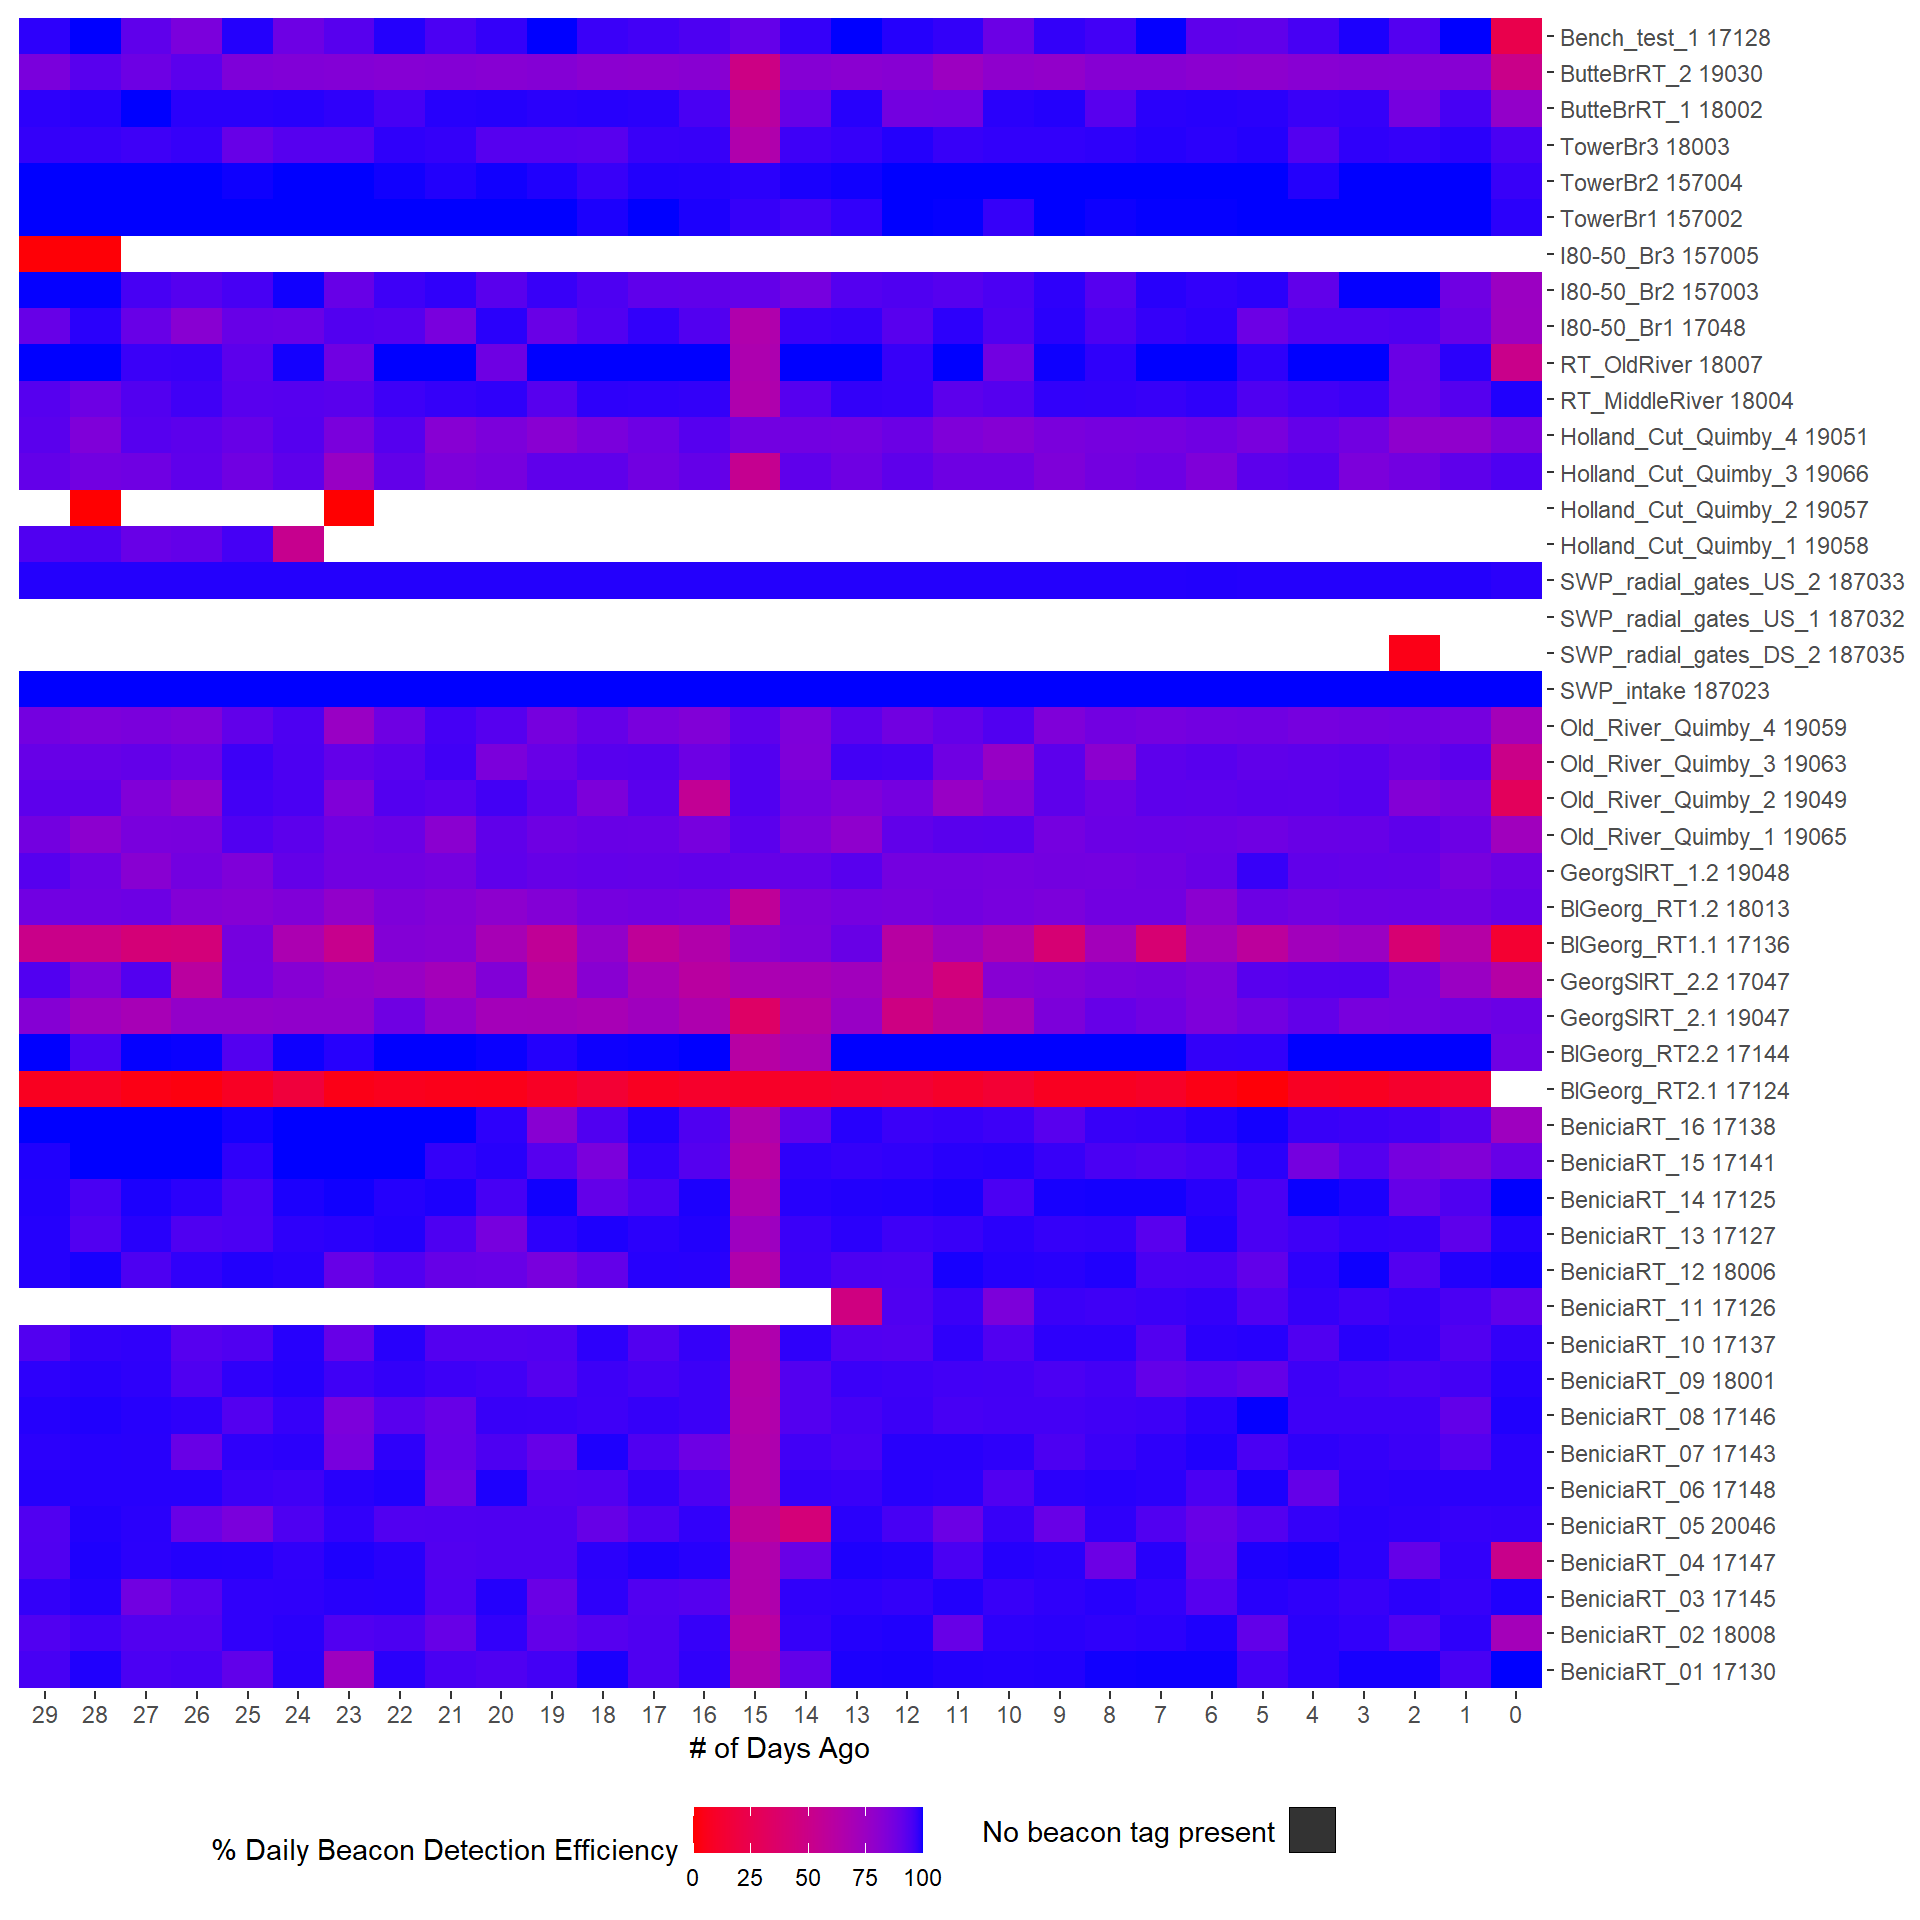 Bench_test_1 17128
ButteBrRT_2 19030
ButteBrRT_1 18002
TowerBr3 18003
TowerBr2 157004
TowerBr1 157002
I80-50_Br3 157005
I80-50_Br2 157003
I80-50_Br1 17048
RT_OldRiver 18007
RT_MiddleRiver 18004
Holland_Cut_Quimby_4 19051
Holland_Cut_Quimby_3 19066
Holland_Cut_Quimby_2 19057
Holland_Cut_Quimby_1 19058
SWP_radial_gates_US_2 187033
SWP_radial_gates_US_1 187032
SWP_radial_gates_DS_2 187035
SWP_intake 187023
Old_River_Quimby_4 19059
Old_River_Quimby_3 19063
Old_River_Quimby_2 19049
Old_River_Quimby_1 19065
GeorgSlRT_1.2 19048
BlGeorg_RT1.2 18013
BlGeorg_RT1.1 17136
GeorgSlRT_2.2 17047
GeorgSlRT_2.1 19047
BlGeorg_RT2.2 17144
BlGeorg_RT2.1 17124
BeniciaRT_16 17138
BeniciaRT_15 17141
BeniciaRT_14 17125
BeniciaRT_13 17127
BeniciaRT_12 18006
BeniciaRT_11 17126
BeniciaRT_10 17137
BeniciaRT_09 18001
BeniciaRT_08 17146
BeniciaRT_07 17143
BeniciaRT_06 17148
BeniciaRT_05 20046
BeniciaRT_04 17147
BeniciaRT_03 17145
BeniciaRT_02 18008
BeniciaRT_01 17130
29 28 27 26 25 24 23 22 21 20 19 18 17 16 15 14 13 12 11 10 9 8 7 6 5 4 3 2 1 0
# of Days Ago
% Daily Beacon Detection Efficiency
0 25 50 75 100
No beacon tag present